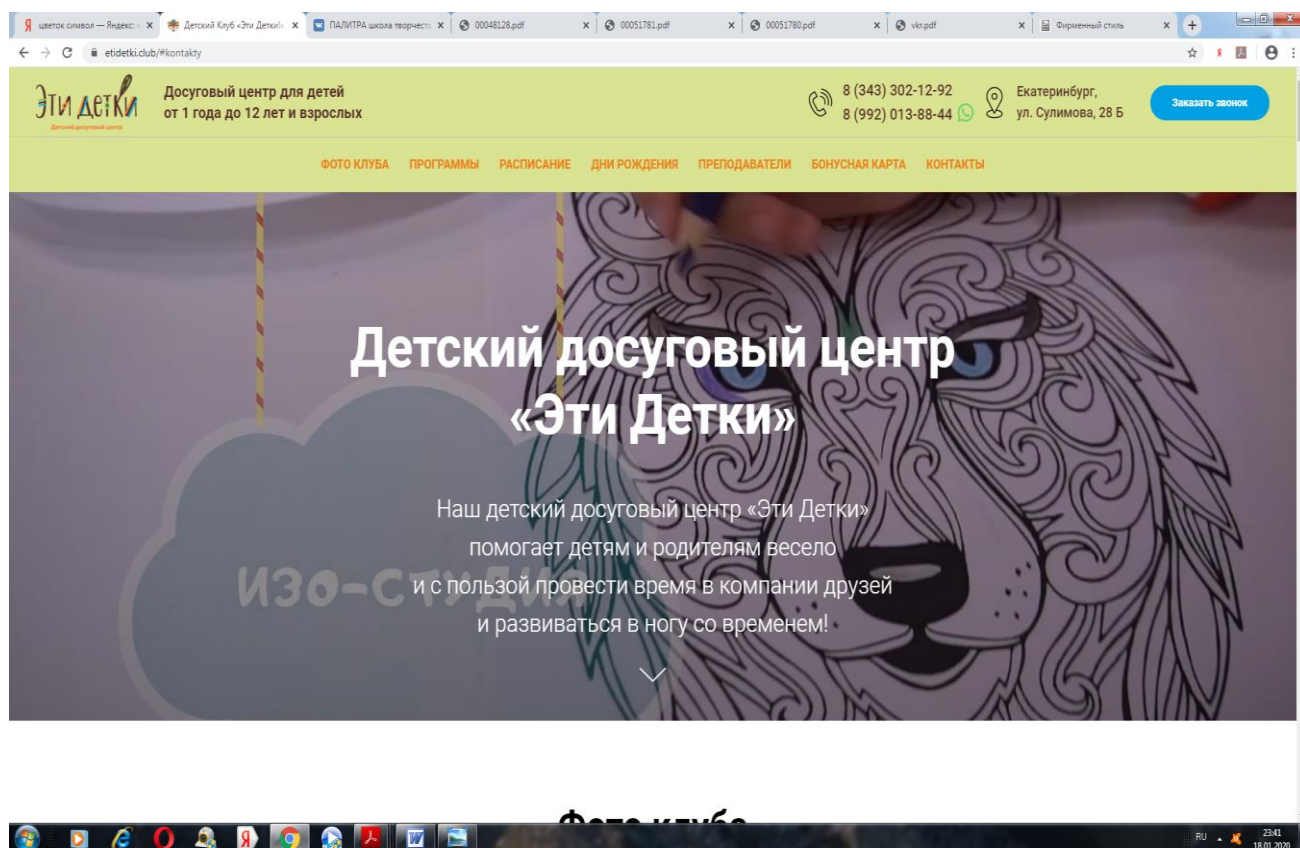 цветок символ — Яндекс: н
Детский Клуб «Эти Детки!»
ПАЛИТРА школа творчеств
00048128.pdf
00051781.pdf
00051780.pdf
vkr.pdf
Фирменный стиль
etidetki.club/#kontakty
Эти детки
Детский досуговый центр
Досуговый центр для детей
от 1 года до 12 лет и взрослых
8 (343) 302-12-92
8 (992) 013-88-44
Екатеринбург,
ул. Сулимова, 28 Б
Заказать звонок
ФОТО КЛУБА ПРОГРАММЫ РАСПИСАНИЕ ДНИ РОЖДЕНИЯ ПРЕПОДАВАТЕЛИ БОНУСНАЯ КАРТА КОНТАКТЫ
Детский досуговый центр
«Эти Детки»
Наш детский досуговый центр «Эти Детки»
помогает детям и родителям весело
и с пользой провести время в компании друзей
и развиваться в ногу со временем!
ИЗО-СТУДИЯ
Фото клуба
RU
23:41
18.01.2020